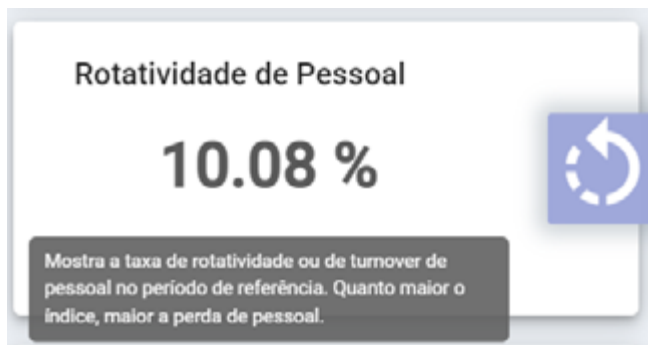 Rotatividade de Pessoal
10.08 %
Mostra a taxa de rotatividade ou de turnover de
pessoal no período de referência. Quanto maior o
índice, maior a perda de pessoal.